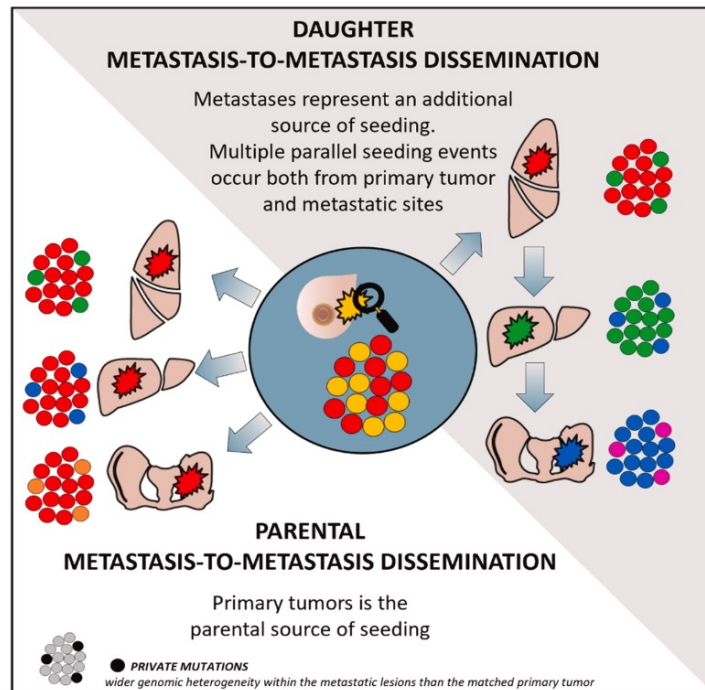 DAUGHTER
METASTASIS-TO-METASTASIS DISSEMINATION
Metastases represent an additional
source of seeding.
Multiple parallel seeding events
occur both from primary tumor
and metastatic sites
PARENTAL
METASTASIS-TO-METASTASIS DISSEMINATION
Primary tumors is the
parental source of seeding
PRIVATE MUTATIONS
wider genomic heterogeneity within the metastatic lesions than the matched primary tumor